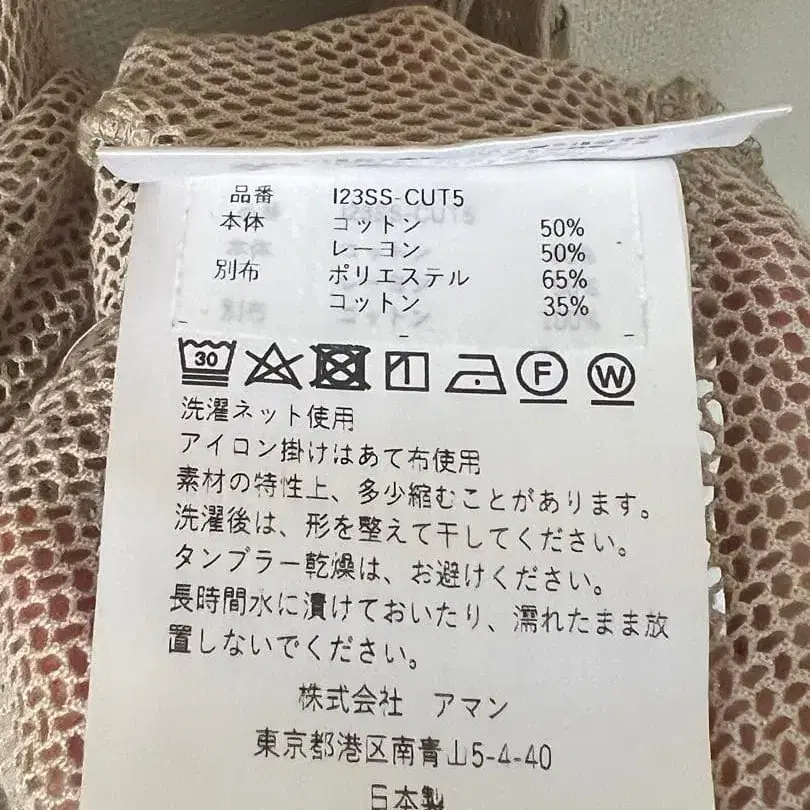 品番 I23SS-CUT5
本体 コットン 50%
レーヨン 50%
別布 ポリエステル 65%
コットン 35%
30 F W
洗濯ネット使用
アイロン掛けはあて布使用
素材の特性上、多少縮むことがあります。
洗濯後は、形を整えて干してください。
タンブラー乾燥は、お避けください。
長時間水に漬けておいたり、濡れたまま放
置しないでください。
株式会社 アマン
東京都港区南青山5-4-40
日本製